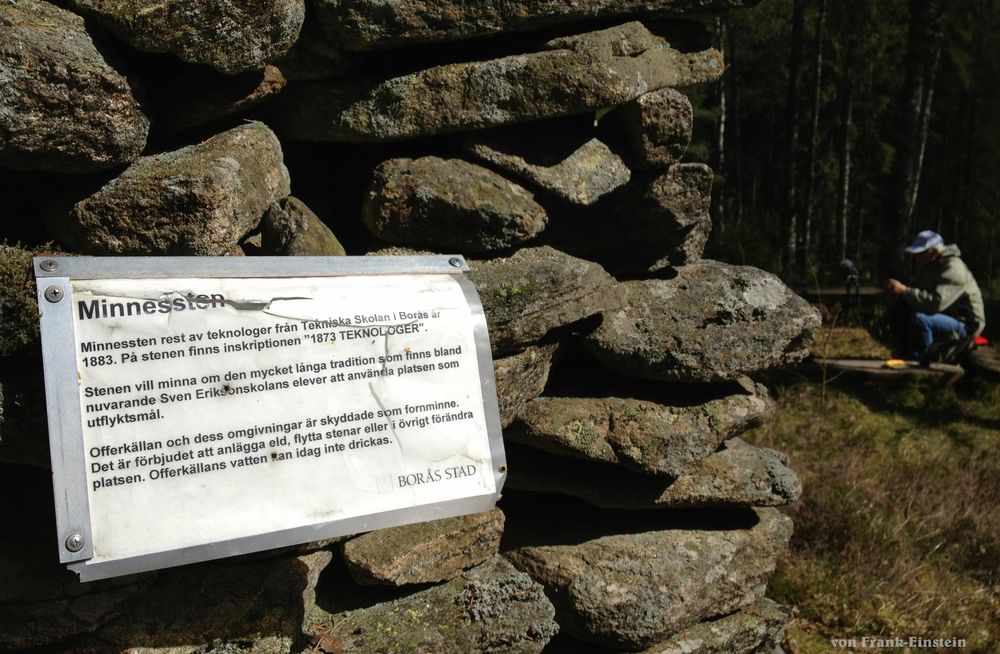 Minnessten
Minnessten rest av teknologer från Tekniska Skolan i Borås år
1883. På stenen finns inskriptionen "1873 TEKNOLOGER".
Stenen vill minna om den mycket långa tradition som finns bland
nuvarande Sven Eriksonskolans elever att använda platsen som
utflyktsmål.
Offerkällan och dess omgivningar är skyddade som fornminne.
Det är förbjudet att anlägga eld, flytta stenar eller i övrigt förändra
platsen. Offerkällans vatten kan idag inte drickas.
BORÅS STAD
von Frank-Einstein